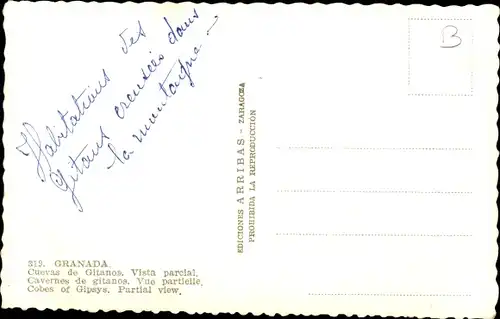 Habitations des
Gitans creusées dans
la montagne -
B
EDICIONES ARRIBAS - ZARAGOZA
PROHIBIDA LA REPRODUCCION
319. GRANADA.
Cuevas de Gitanos. Vista parcial.
Cavernes de gitanos. Vue partielle.
Cobes of Gipsys. Partial view.